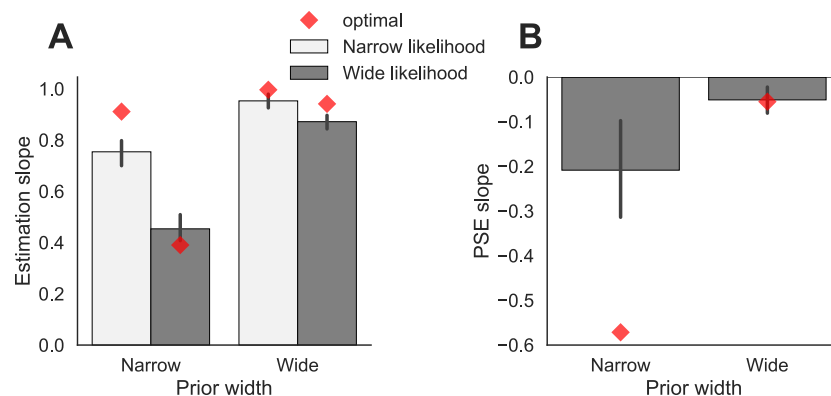 A
optimal
Narrow likelihood
Wide likelihood
Estimation slope
1.0
0.8
0.6
0.4
0.2
0.0
Narrow
Wide
Prior width
B
PSE slope
0.0
−0.1
−0.2
−0.3
−0.4
−0.5
−0.6
Narrow
Wide
Prior width